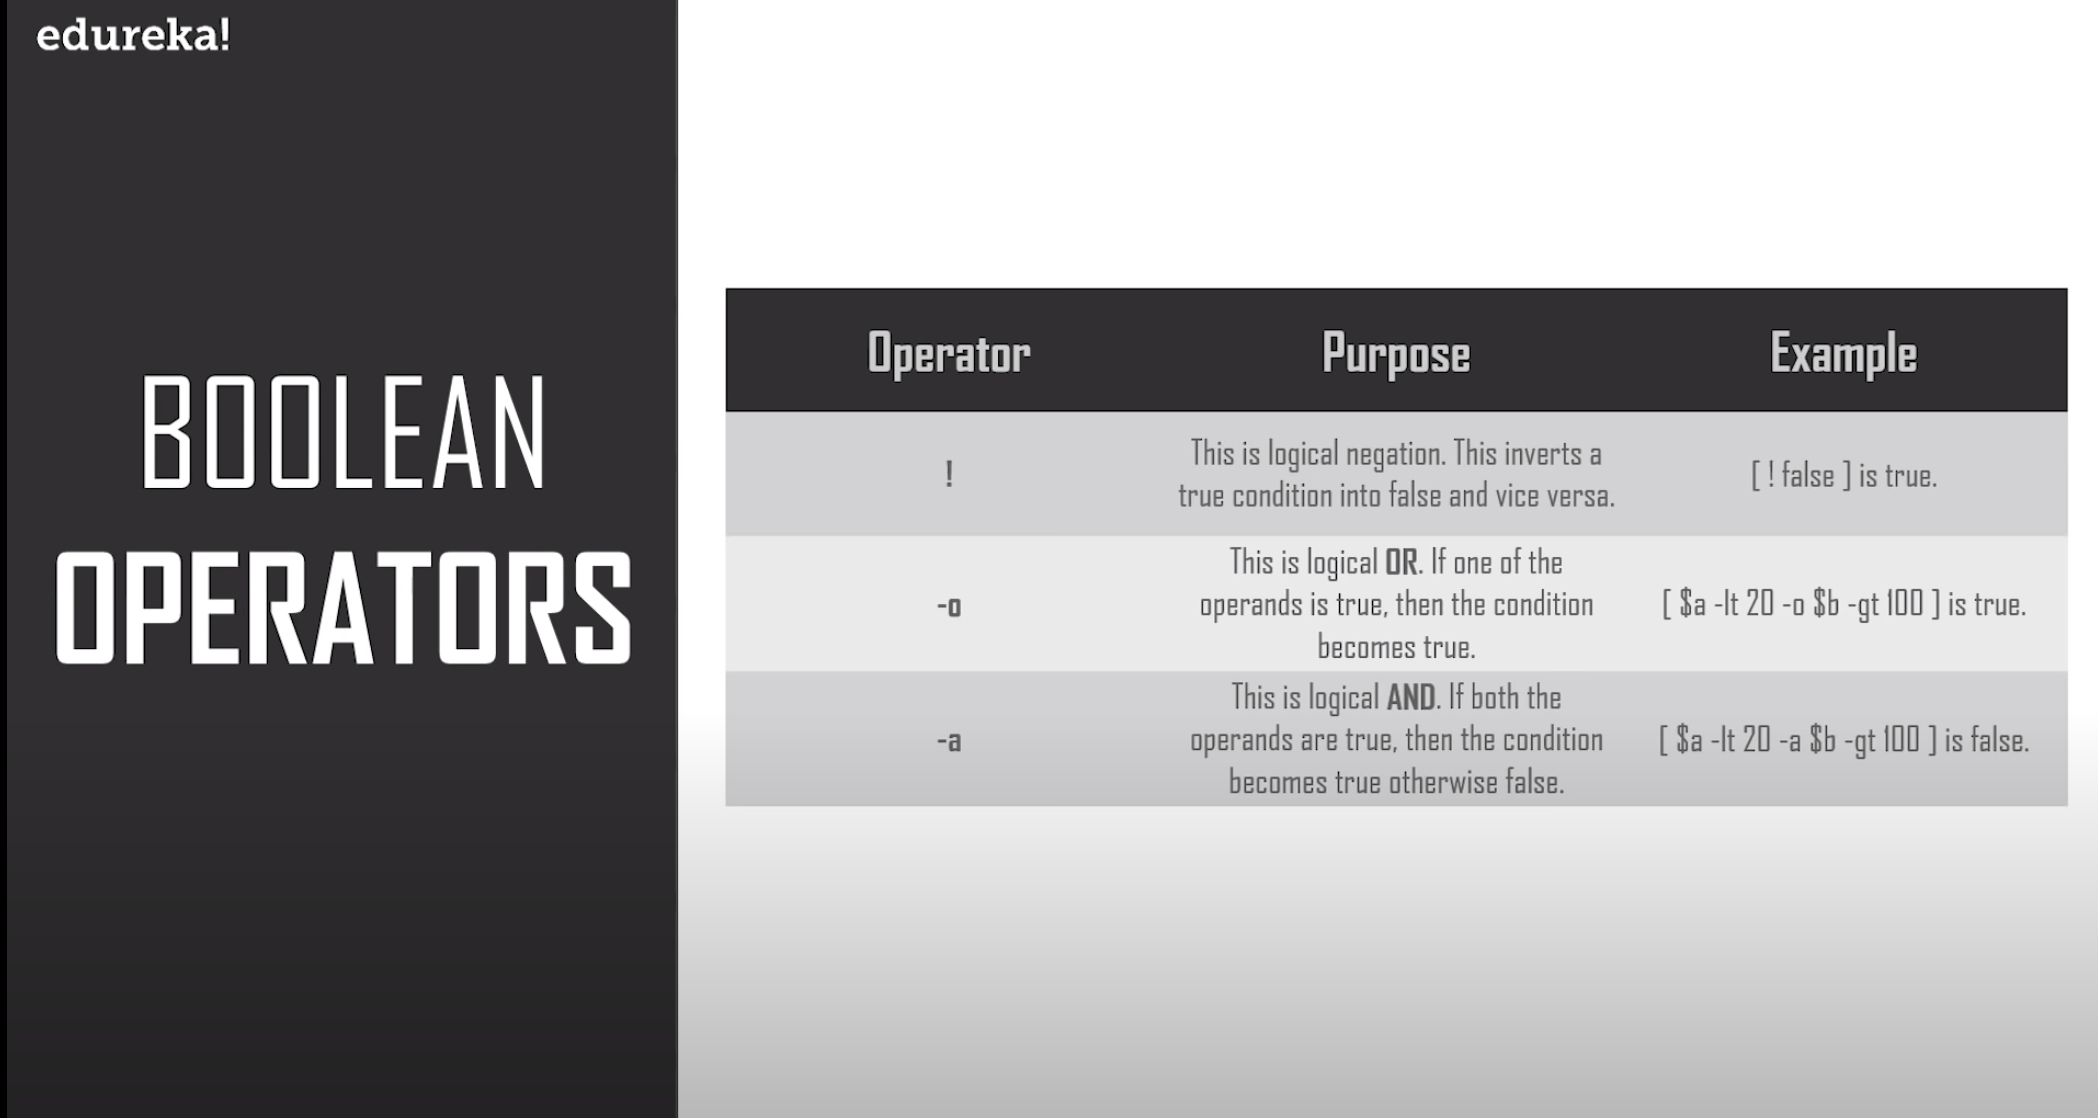 edureka!
BOOLEAN
OPERATORS
Operator Purpose Example
! This is logical negation. This inverts a
true condition into false and vice versa. [ ! false ] is true.
This is logical OR. If one of the
-o operands is true, then the condition [ $a -lt 20 -o $b -gt 100 ] is true.
becomes true.
This is logical AND. If both the
-a operands are true, then the condition [ $a -lt 20 -a $b -gt 100 ] is false.
becomes true otherwise false.